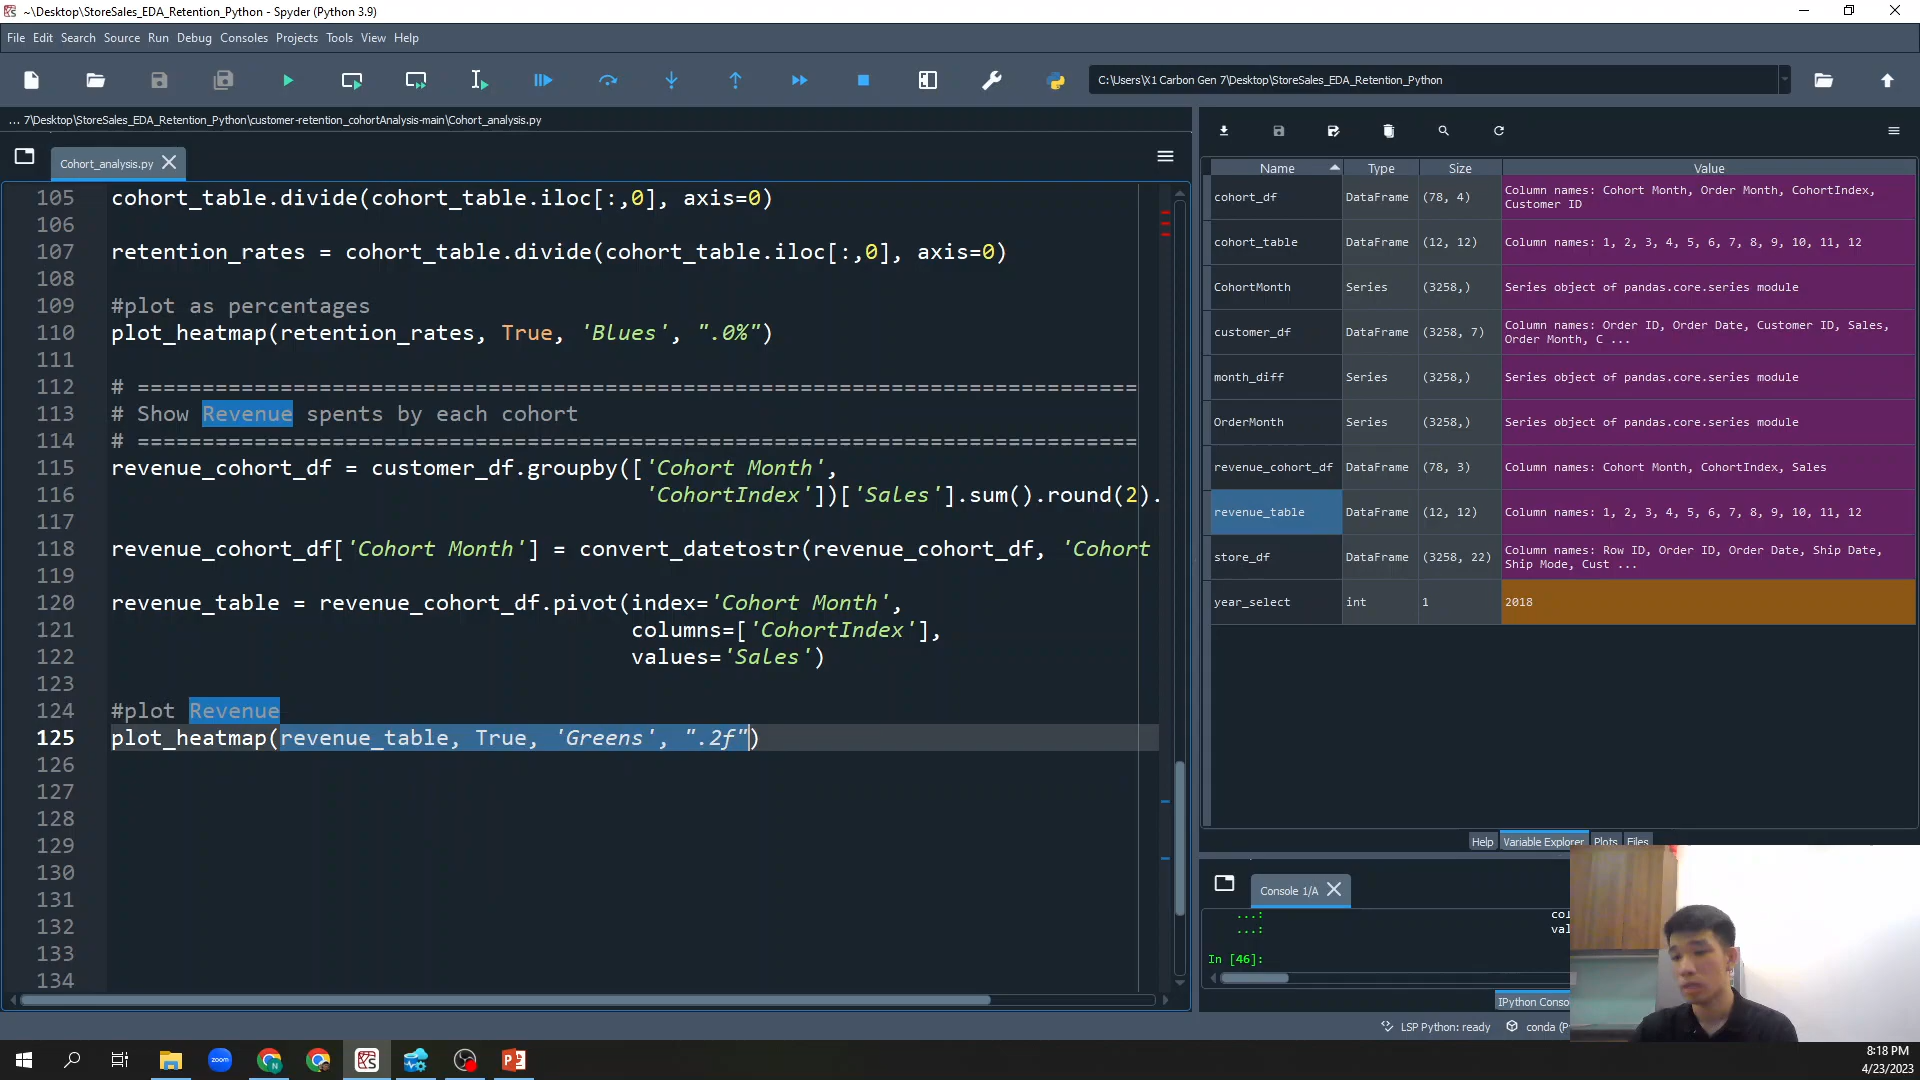 ~\Desktop\StoreSales_EDA_Retention_Python - Spyder (Python 3.9)
File Edit Search Source Run Debug Consoles Projects Tools View Help
C:\Users\X1 Carbon Gen 7\Desktop\StoreSales_EDA_Retention_Python
... 7\Desktop\StoreSales_EDA_Retention_Python\customer-retention_cohortAnalysis-main\Cohort_analysis.py
Cohort_analysis.py
105 cohort_table.divide(cohort_table.iloc[:,0], axis=0)
106
107 retention_rates = cohort_table.divide(cohort_table.iloc[:,0], axis=0)
108
109 #plot as percentages
110 plot_heatmap(retention_rates, True, 'Blues', ".0%")
111
112 # =============================================================================
113 # Show Revenue spents by each cohort
114 # =============================================================================
115 revenue_cohort_df = customer_df.groupby(['Cohort Month',
116 'CohortIndex'])['Sales'].sum().round(2).
117
118 revenue_cohort_df['Cohort Month'] = convert_datetostr(revenue_cohort_df, 'Cohort
119
120 revenue_table = revenue_cohort_df.pivot(index='Cohort Month',
121 columns=['CohortIndex'],
122 values='Sales')
123
124 #plot Revenue
125 plot_heatmap(revenue_table, True, 'Greens', ".2f")
126
127
128
129
130
131
132
133
134
Name Type Size Value
cohort_df DataFrame (78, 4) Column names: Cohort Month, Order Month, CohortIndex,
Customer ID
cohort_table DataFrame (12, 12) Column names: 1, 2, 3, 4, 5, 6, 7, 8, 9, 10, 11, 12
CohortMonth Series (3258,) Series object of pandas.core.series module
customer_df DataFrame (3258, 7) Column names: Order ID, Order Date, Customer ID, Sales,
Order Month, C ...
month_diff Series (3258,) Series object of pandas.core.series module
OrderMonth Series (3258,) Series object of pandas.core.series module
revenue_cohort_df DataFrame (78, 3) Column names: Cohort Month, CohortIndex, Sales
revenue_table DataFrame (12, 12) Column names: 1, 2, 3, 4, 5, 6, 7, 8, 9, 10, 11, 12
store_df DataFrame (3258, 22) Column names: Row ID, Order ID, Order Date, Ship Date,
Ship Mode, Cust ...
year_select int 1 2018
Help Variable Explorer Plots Files
Console 1/A
...: col
...: val
In [46]:
IPython Conso
LSP Python: ready conda (P
zoom
8:18 PM
4/23/2023